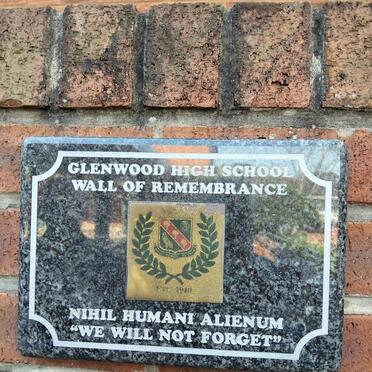 GLENWOOD HIGH SCHOOL
WALL OF REMEMBRANCE
EST. 1910
NIHIL HUMANI ALIENUM
"WE WILL NOT FORGET"